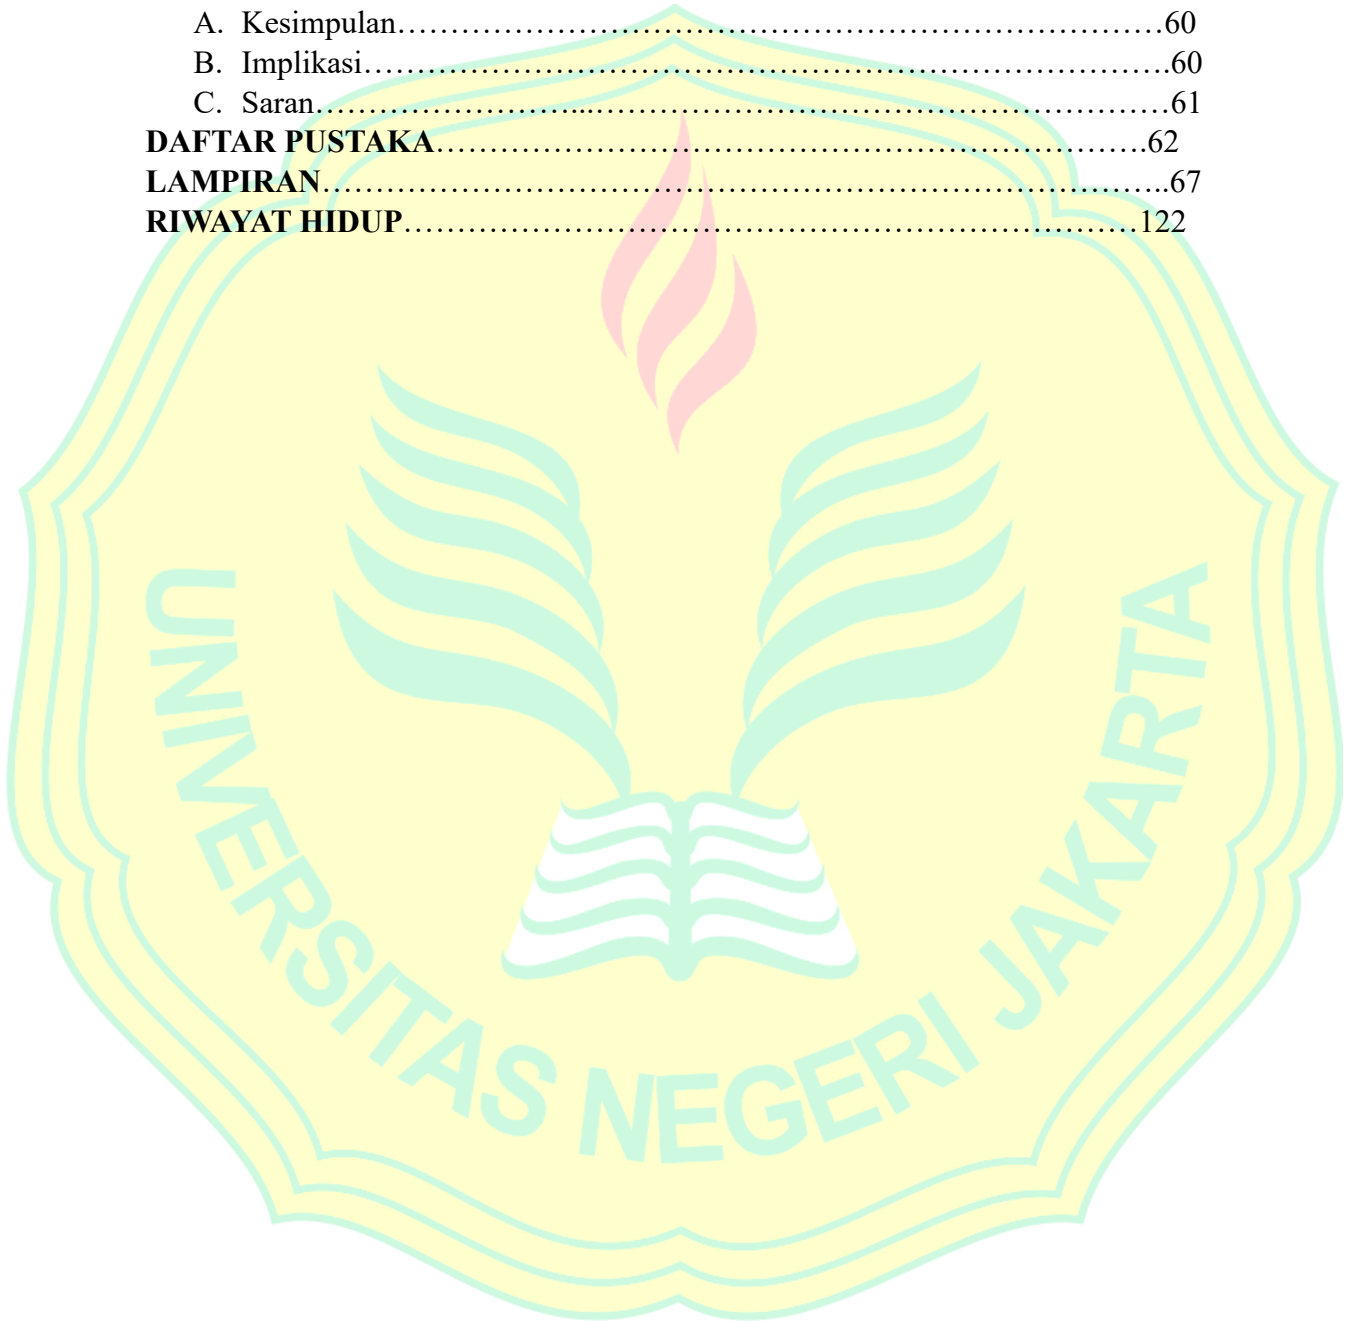 A. Kesimpulan……………………………………………………………………60
B. Implikasi……………………………………………………………………….60
C. Saran……………………...…………………………………………………61
DAFTAR PUSTAKA……………………………………………………………….62
LAMPIRAN…………………………………………………………………………..67
RIWAYAT HIDUP…………………………………………………………………122
UNIVERSITAS NEGERI JAKARTA